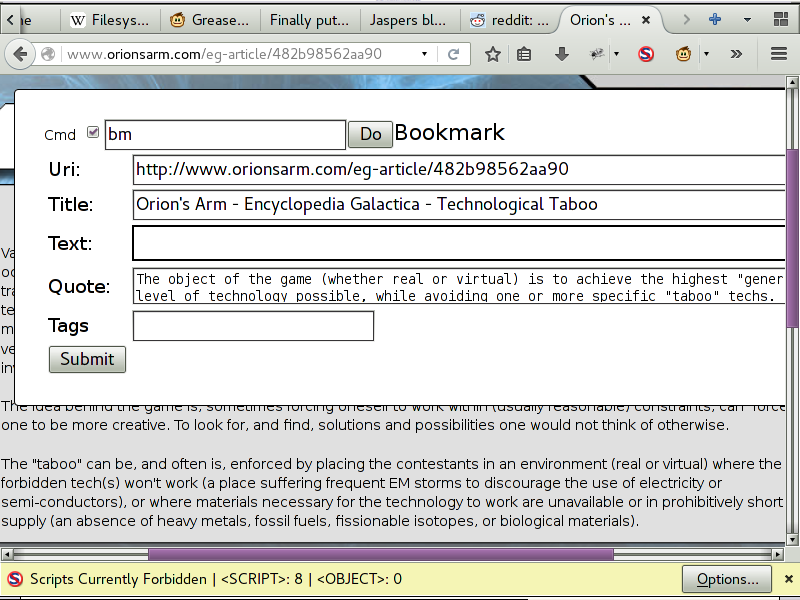 ne
Filesys...
Grease...
Finally put...
Jaspers bl...
reddit: ...
Orion's ...
www.orionsarm.com/eg-article/482b98562aa90
Cmd bm Do Bookmark
Uri: http://www.orionsarm.com/eg-article/482b98562aa90
Title: Orion's Arm - Encyclopedia Galactica - Technological Taboo
Text:
Quote: The object of the game (whether real or virtual) is to achieve the highest "gener
level of technology possible, while avoiding one or more specific "taboo" techs.
Tags
Submit
Va
oc
tra
te
m
ve
in
The idea behind the game is, sometimes forcing oneself to work within (usually reasonable) constraints, can "force
one to be more creative. To look for, and find, solutions and possibilities one would not think of otherwise.
The "taboo" can be, and often is, enforced by placing the contestants in an environment (real or virtual) where the
forbidden tech(s) won't work (a place suffering frequent EM storms to discourage the use of electricity or
semi-conductors), or where materials necessary for the technology to work are unavailable or in prohibitively short
supply (an absence of heavy metals, fossil fuels, fissionable isotopes, or biological materials).
Scripts Currently Forbidden | <SCRIPT>: 8 | <OBJECT>: 0
Options...